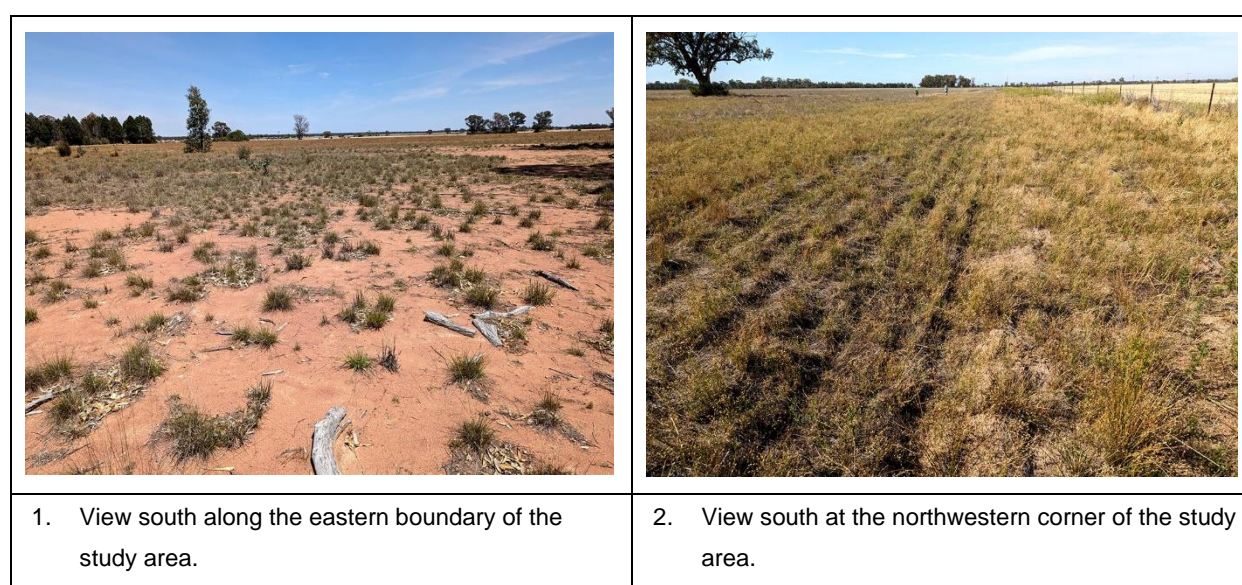 1. View south along the eastern boundary of the
study area.
2. View south at the northwestern corner of the study
area.